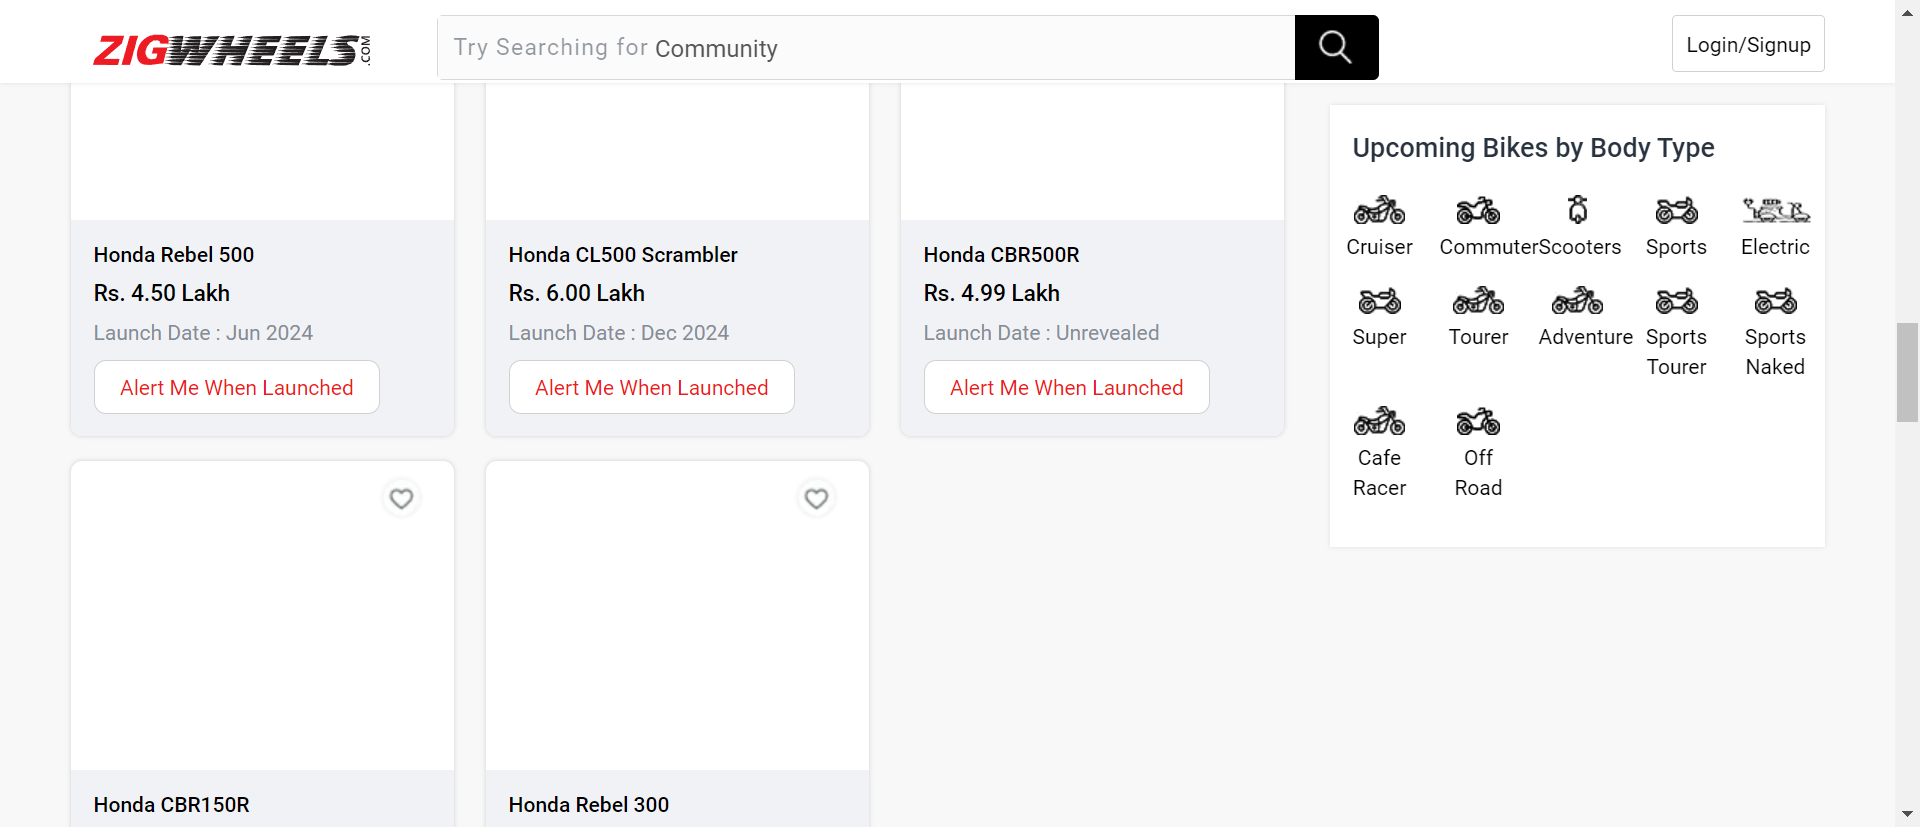 ZIGWHEELS.COM
Try Searching for Community
Login/Signup
Honda Rebel 500
Rs. 4.50 Lakh
Launch Date : Jun 2024
Alert Me When Launched
Honda CL500 Scrambler
Rs. 6.00 Lakh
Launch Date : Dec 2024
Alert Me When Launched
Honda CBR500R
Rs. 4.99 Lakh
Launch Date : Unrevealed
Alert Me When Launched
Honda CBR150R
Honda Rebel 300
Upcoming Bikes by Body Type
Cruiser
Commuter
Scooters
Sports
Electric
Super
Tourer
Adventure
Sports
Tourer
Sports
Naked
Cafe
Racer
Off
Road